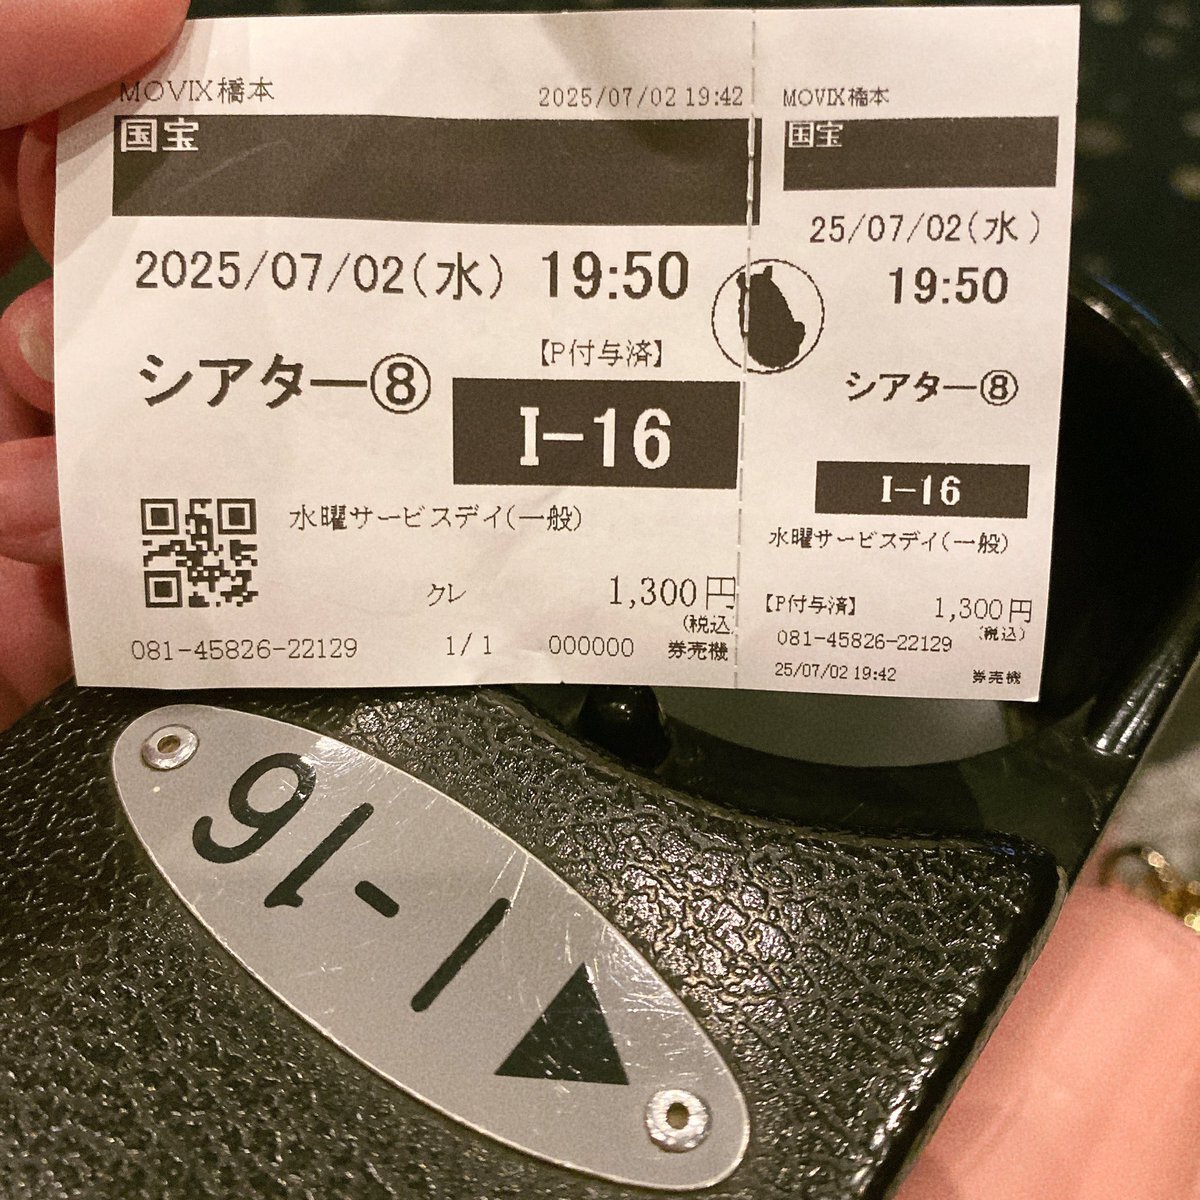 MOVIX橋本 2025/07/02 19:42
国宝
2025/07/02(水) 19:50
【P付与済】
シアター⑧
I-16
水曜サービスデイ(一般)
クレ 1,300円
(税込)
081-45826-22129 1/1 000000 券売機
MOVIX橋本
国宝
25/07/02(水)
19:50
シアター⑧
I-16
水曜サービスデイ(一般)
【P付与済】 1,300円
(税込)
081-45826-22129
25/07/02 19:42 券売機
I-16